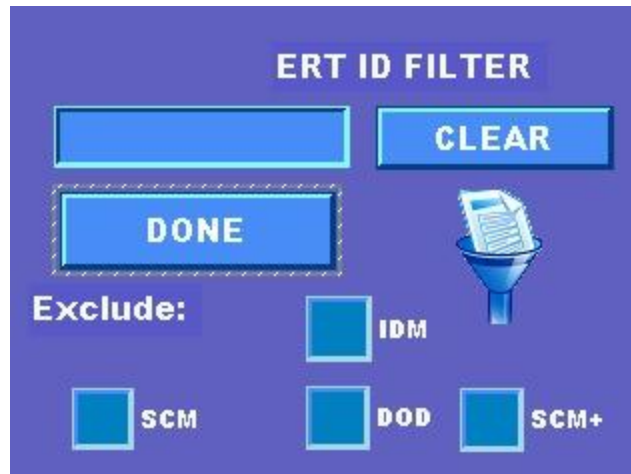 ERT ID FILTER
CLEAR
DONE
Exclude:
IDM
SCM
DOD
SCM+